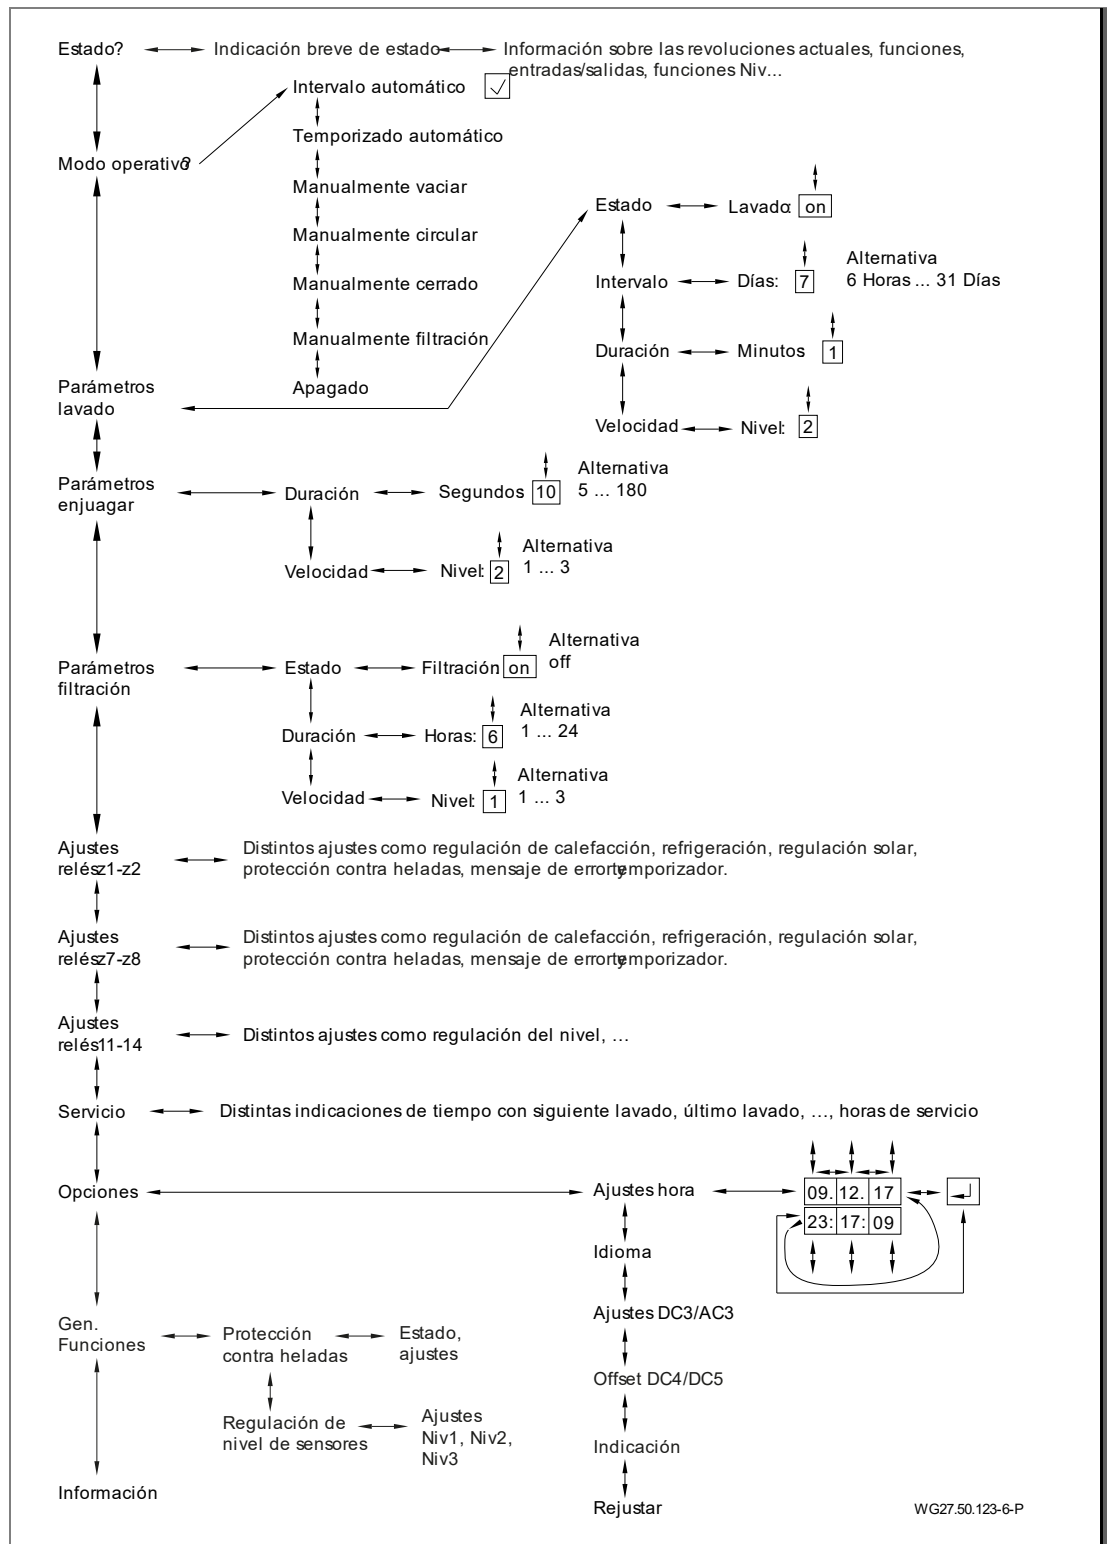 Estado?
Indicación breve de estado
Información sobre las revoluciones actuales, funciones,
entradas/salidas, funciones Niv...
Intervalo automático
Temporizado automático
Modo operativo?
Manualmente vaciar
Manualmente circular
Manualmente cerrado
Manualmente filtración
Apagado
Estado
Lavado: on
Intervalo
Días: 7
Alternativa
6 Horas ... 31 Días
Duración
Minutos 1
Velocidad
Nivel: 2
Parámetros
lavado
Parámetros
enjuagar
Duración
Segundos 10
Alternativa
5 ... 180
Velocidad
Nivel: 2
Alternativa
1 ... 3
Parámetros
filtración
Estado
Filtración on
Alternativa
off
Duración
Horas: 6
Alternativa
1 ... 24
Velocidad
Nivel: 1
Alternativa
1 ... 3
Ajustes
relész1-z2
Distintos ajustes como regulación de calefacción, refrigeración, regulación solar,
protección contra heladas, mensaje de error y temporizador.
Ajustes
relész7-z8
Distintos ajustes como regulación de calefacción, refrigeración, regulación solar,
protección contra heladas, mensaje de error y temporizador.
Ajustes
relés11-14
Distintos ajustes como regulación del nivel, ...
Servicio
Distintas indicaciones de tiempo con siguiente lavado, último lavado, ..., horas de servicio
Opciones
Ajustes hora
09. 12. 17
23: 17: 09
Idioma
Ajustes DC3/AC3
Offset DC4/DC5
Indicación
Rejustar
Gen.
Funciones
Protección
contra heladas
Estado,
ajustes
Regulación de
nivel de sensores
Ajustes
Niv1, Niv2,
Niv3
Información
WG27.50.123-6-P